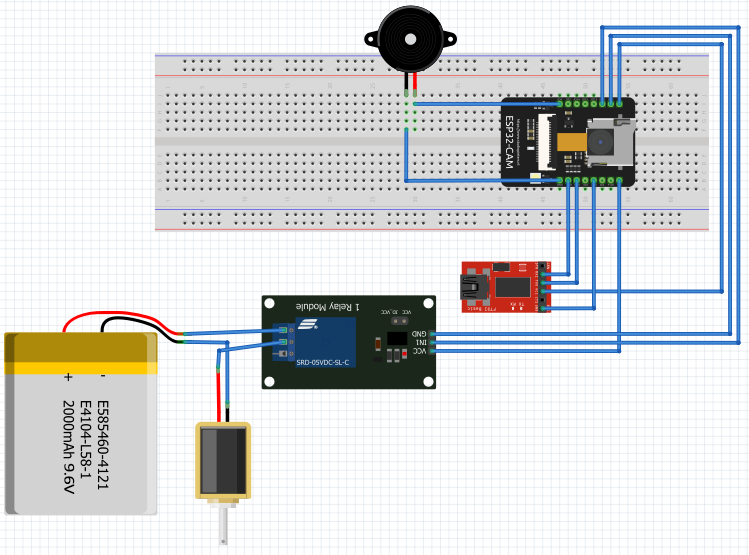 ESP32-CAM
FTDI Basic
1 Relay Module
VCC JD_VCC
GND
IN1
VCC
SRD-05VDC-SL-C
+ -
E585460-4121
E4104-L58-1
2000mAh 9.6V